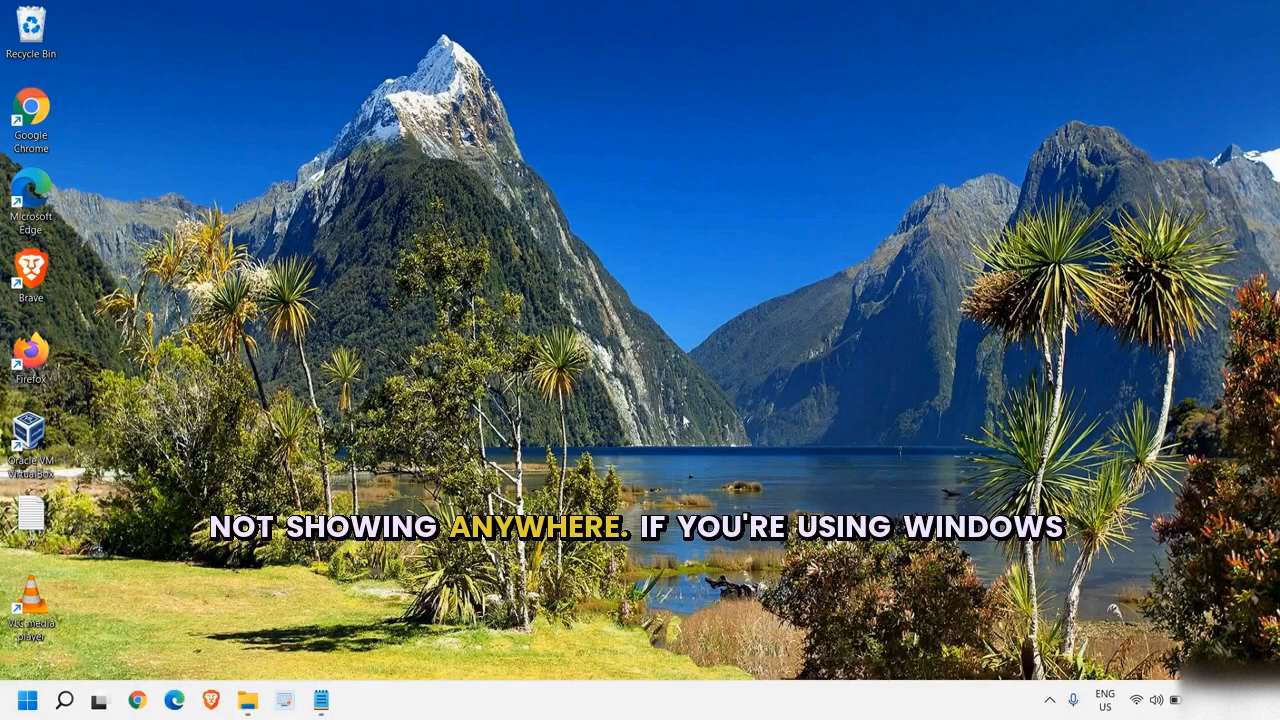 Recycle Bin
Google
Chrome
Microsoft
Edge
Brave
Firefox
Oracle VM
VirtualBox
VLC media
player
NOT SHOWING ANYWHERE. IF YOU'RE USING WINDOWS
ENG
US